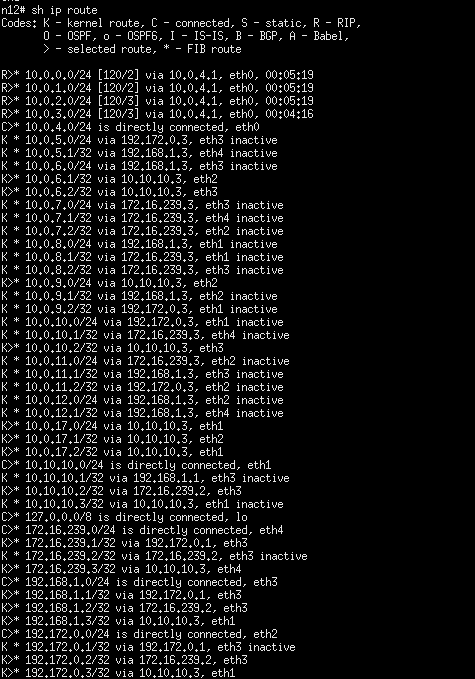 n12# sh ip route
Codes: K - kernel route, C - connected, S - static, R - RIP,
O - OSPF, o - OSPF6, I - IS-IS, B - BGP, A - Babel,
> - selected route, * - FIB route
R>* 10.0.0.0/24 [120/2] via 10.0.4.1, eth0, 00:05:19
R>* 10.0.1.0/24 [120/2] via 10.0.4.1, eth0, 00:05:19
R>* 10.0.2.0/24 [120/3] via 10.0.4.1, eth0, 00:05:19
R>* 10.0.3.0/24 [120/3] via 10.0.4.1, eth0, 00:04:16
C>* 10.0.4.0/24 is directly connected, eth0
K * 10.0.5.0/24 via 192.172.0.3, eth3 inactive
K * 10.0.5.1/32 via 192.168.1.3, eth4 inactive
K * 10.0.6.0/24 via 192.168.1.3, eth3 inactive
K>* 10.0.6.1/32 via 10.10.10.3, eth2
K>* 10.0.6.2/32 via 10.10.10.3, eth3
K * 10.0.7.0/24 via 172.16.239.3, eth3 inactive
K * 10.0.7.1/32 via 172.16.239.3, eth4 inactive
K * 10.0.7.2/32 via 172.16.239.3, eth2 inactive
K * 10.0.8.0/24 via 192.168.1.3, eth1 inactive
K * 10.0.8.1/32 via 172.16.239.3, eth1 inactive
K * 10.0.8.2/32 via 172.16.239.3, eth3 inactive
K>* 10.0.9.0/24 via 10.10.10.3, eth2
K * 10.0.9.1/32 via 192.168.1.3, eth2 inactive
K * 10.0.9.2/32 via 192.172.0.3, eth1 inactive
K * 10.0.10.0/24 via 192.172.0.3, eth1 inactive
K * 10.0.10.1/32 via 172.16.239.3, eth4 inactive
K>* 10.0.10.2/32 via 10.10.10.3, eth3
K * 10.0.11.0/24 via 172.16.239.3, eth2 inactive
K * 10.0.11.1/32 via 192.168.1.3, eth3 inactive
K * 10.0.11.2/32 via 192.172.0.3, eth2 inactive
K * 10.0.12.0/24 via 192.168.1.3, eth2 inactive
K * 10.0.12.1/32 via 192.168.1.3, eth4 inactive
K>* 10.0.17.0/24 via 10.10.10.3, eth1
K>* 10.0.17.1/32 via 10.10.10.3, eth2
K>* 10.0.17.2/32 via 10.10.10.3, eth1
C>* 10.10.10.0/24 is directly connected, eth1
K * 10.10.10.1/32 via 192.168.1.1, eth3 inactive
K>* 10.10.10.2/32 via 172.16.239.2, eth3
K * 10.10.10.3/32 via 10.10.10.3, eth1 inactive
C>* 127.0.0.0/8 is directly connected, lo
C>* 172.16.239.0/24 is directly connected, eth4
K>* 172.16.239.1/32 via 192.172.0.1, eth3
K * 172.16.239.2/32 via 172.16.239.2, eth3 inactive
K>* 172.16.239.3/32 via 10.10.10.3, eth4
C>* 192.168.1.0/24 is directly connected, eth3
K>* 192.168.1.1/32 via 192.172.0.1, eth3
K>* 192.168.1.2/32 via 172.16.239.2, eth3
K>* 192.168.1.3/32 via 10.10.10.3, eth1
C>* 192.172.0.0/24 is directly connected, eth2
K * 192.172.0.1/32 via 192.172.0.1, eth3 inactive
K>* 192.172.0.2/32 via 172.16.239.2, eth3
K>* 192.172.0.3/32 via 10.10.10.3, eth1